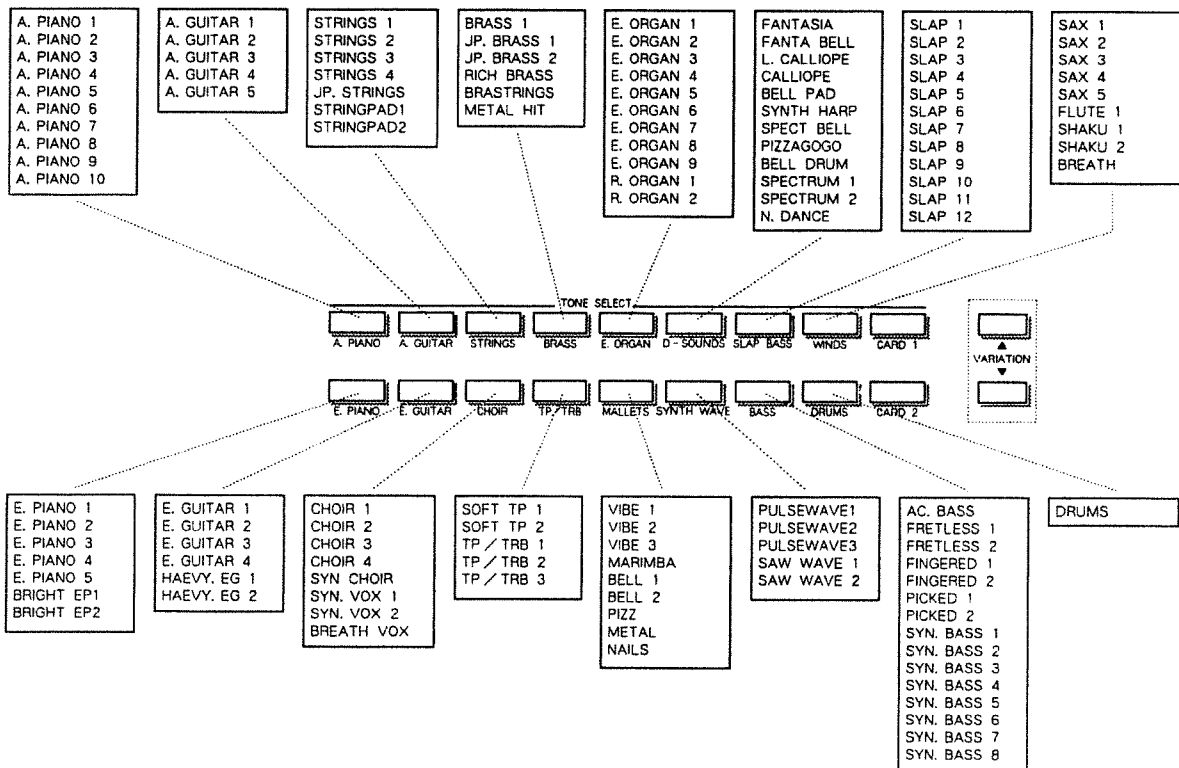 A. PIANO 1
A. PIANO 2
A. PIANO 3
A. PIANO 4
A. PIANO 5
A. PIANO 6
A. PIANO 7
A. PIANO 8
A. PIANO 9
A. PIANO 10
A. GUITAR 1
A. GUITAR 2
A. GUITAR 3
A. GUITAR 4
A. GUITAR 5
STRINGS 1
STRINGS 2
STRINGS 3
STRINGS 4
JP. STRINGS
STRINGPAD1
STRINGPAD2
BRASS 1
JP. BRASS 1
JP. BRASS 2
RICH BRASS
BRASTRINGS
METAL HIT
E. ORGAN 1
E. ORGAN 2
E. ORGAN 3
E. ORGAN 4
E. ORGAN 5
E. ORGAN 6
E. ORGAN 7
E. ORGAN 8
E. ORGAN 9
R. ORGAN 1
R. ORGAN 2
FANTASIA
FANTA BELL
L. CALLIOPE
CALLIOPE
BELL PAD
SYNTH HARP
SPECT BELL
PIZZAGOGO
BELL DRUM
SPECTRUM 1
SPECTRUM 2
N. DANCE
SLAP 1
SLAP 2
SLAP 3
SLAP 4
SLAP 5
SLAP 6
SLAP 7
SLAP 8
SLAP 9
SLAP 10
SLAP 11
SLAP 12
SAX 1
SAX 2
SAX 3
SAX 4
SAX 5
FLUTE 1
SHAKU 1
SHAKU 2
BREATH
TONE SELECT
A. PIANO A. GUITAR STRINGS BRASS E. ORGAN D-SOUNDS SLAP BASS WINDS CARD 1
▲
VARIATION
▼
E. PIANO E. GUITAR CHOIR TP/TRB MALLETS SYNTH WAVE BASS DRUMS CARD 2
E. PIANO 1
E. PIANO 2
E. PIANO 3
E. PIANO 4
E. PIANO 5
BRIGHT EP1
BRIGHT EP2
E. GUITAR 1
E. GUITAR 2
E. GUITAR 3
E. GUITAR 4
HAEVY. EG 1
HAEVY. EG 2
CHOIR 1
CHOIR 2
CHOIR 3
CHOIR 4
SYN CHOIR
SYN. VOX 1
SYN. VOX 2
BREATH VOX
SOFT TP 1
SOFT TP 2
TP/TRB 1
TP/TRB 2
TP/TRB 3
VIBE 1
VIBE 2
VIBE 3
MARIMBA
BELL 1
BELL 2
PIZZ
METAL
NAILS
PULSEWAVE1
PULSEWAVE2
PULSEWAVE3
SAW WAVE 1
SAW WAVE 2
AC. BASS
FRETLESS 1
FRETLESS 2
FINGERED 1
FINGERED 2
PICKED 1
PICKED 2
SYN. BASS 1
SYN. BASS 2
SYN. BASS 3
SYN. BASS 4
SYN. BASS 5
SYN. BASS 6
SYN. BASS 7
SYN. BASS 8
DRUMS